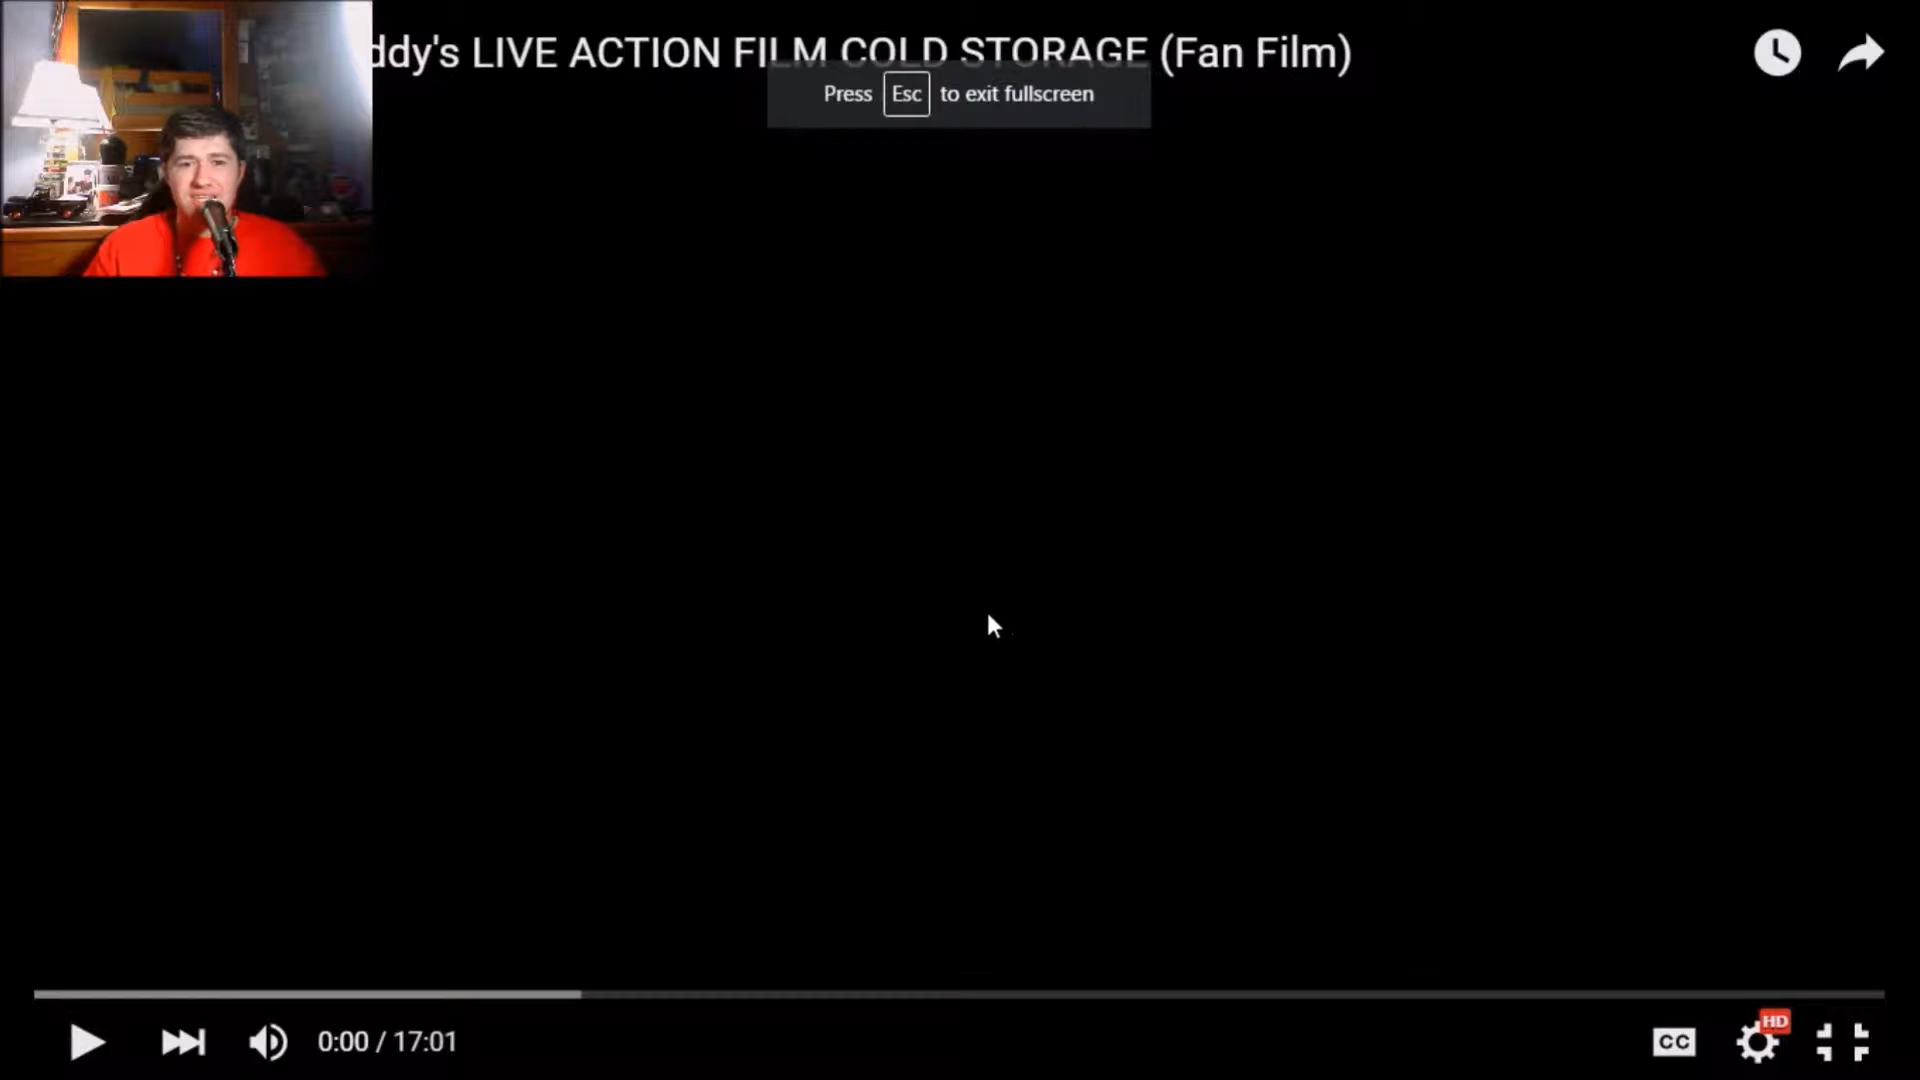 ddy's LIVE ACTION FILM COLD STORAGE (Fan Film)
Press Esc to exit fullscreen
0:00 / 17:01
CC
HD